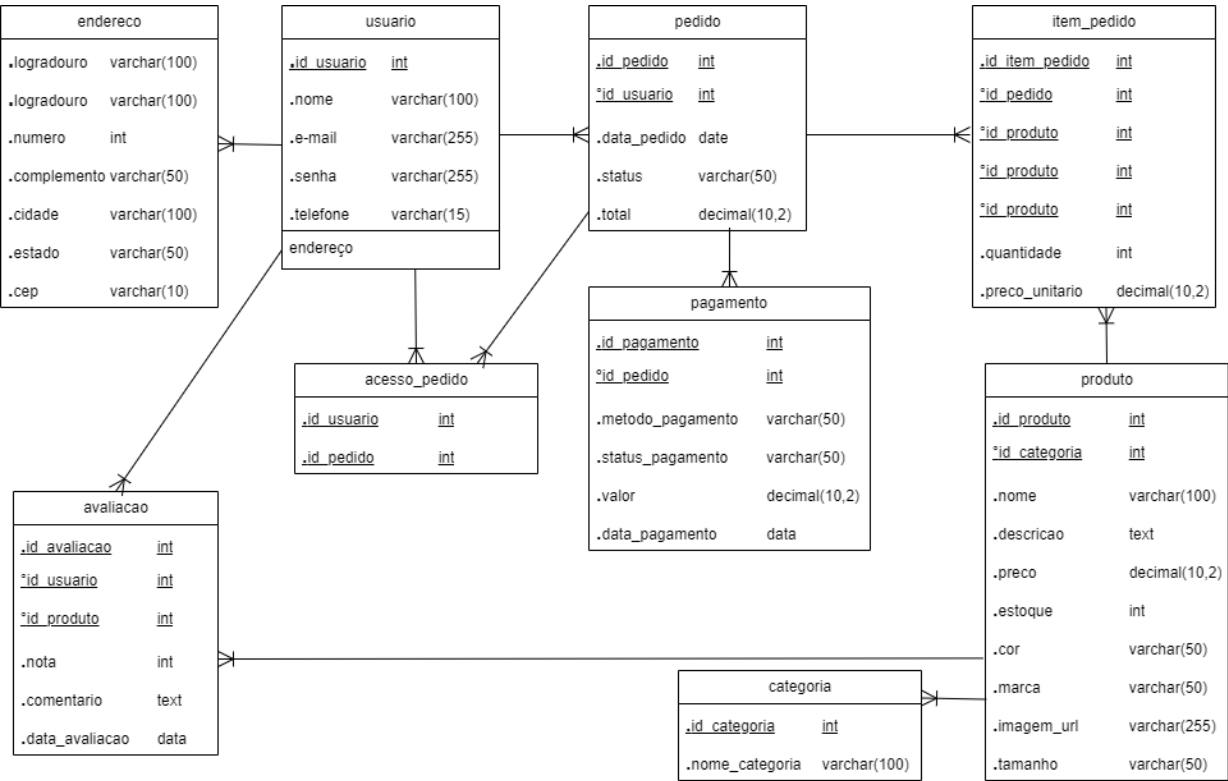 endereco
.logradouro varchar(100)
.logradouro varchar(100)
.numero int
.complemento varchar(50)
.cidade varchar(100)
.estado varchar(50)
.cep varchar(10)
usuario
.id_usuario int
.nome varchar(100)
.e-mail varchar(255)
.senha varchar(255)
.telefone varchar(15)
endereço
pedido
.id_pedido int
*id_usuario int
.data_pedido date
.status varchar(50)
.total decimal(10,2)
item_pedido
.id_item_pedido int
*id_pedido int
*id_produto int
*id_produto int
*id_produto int
.quantidade int
.preco_unitario decimal(10,2)
acesso_pedido
.id_usuario int
.id_pedido int
pagamento
.id_pagamento int
*id_pedido int
.metodo_pagamento varchar(50)
.status_pagamento varchar(50)
.valor decimal(10,2)
.data_pagamento data
produto
.id_produto int
*id_categoria int
.nome varchar(100)
.descricao text
.preco decimal(10,2)
.estoque int
.cor varchar(50)
.marca varchar(50)
.imagem_url varchar(255)
.tamanho varchar(50)
avaliacao
.id_avaliacao int
*id_usuario int
*id_produto int
.nota int
.comentario text
.data_avaliacao data
categoria
.id_categoria int
.nome_categoria varchar(100)